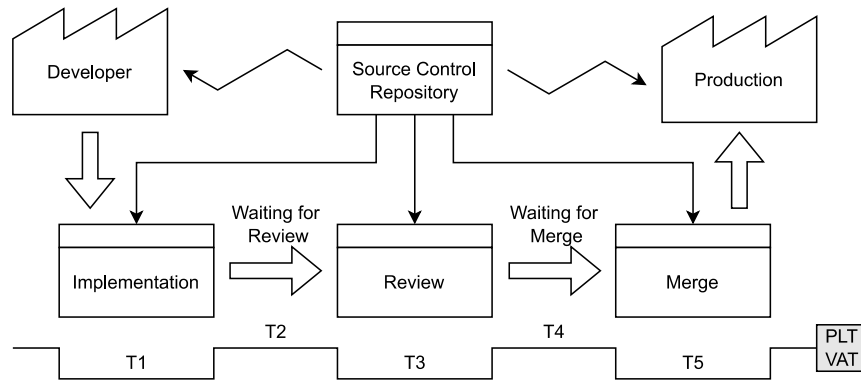 Developer
Source Control
Repository
Production
Waiting for
Review
Waiting for
Merge
Implementation
Review
Merge
T1
T2
T3
T4
T5
PLT
VAT